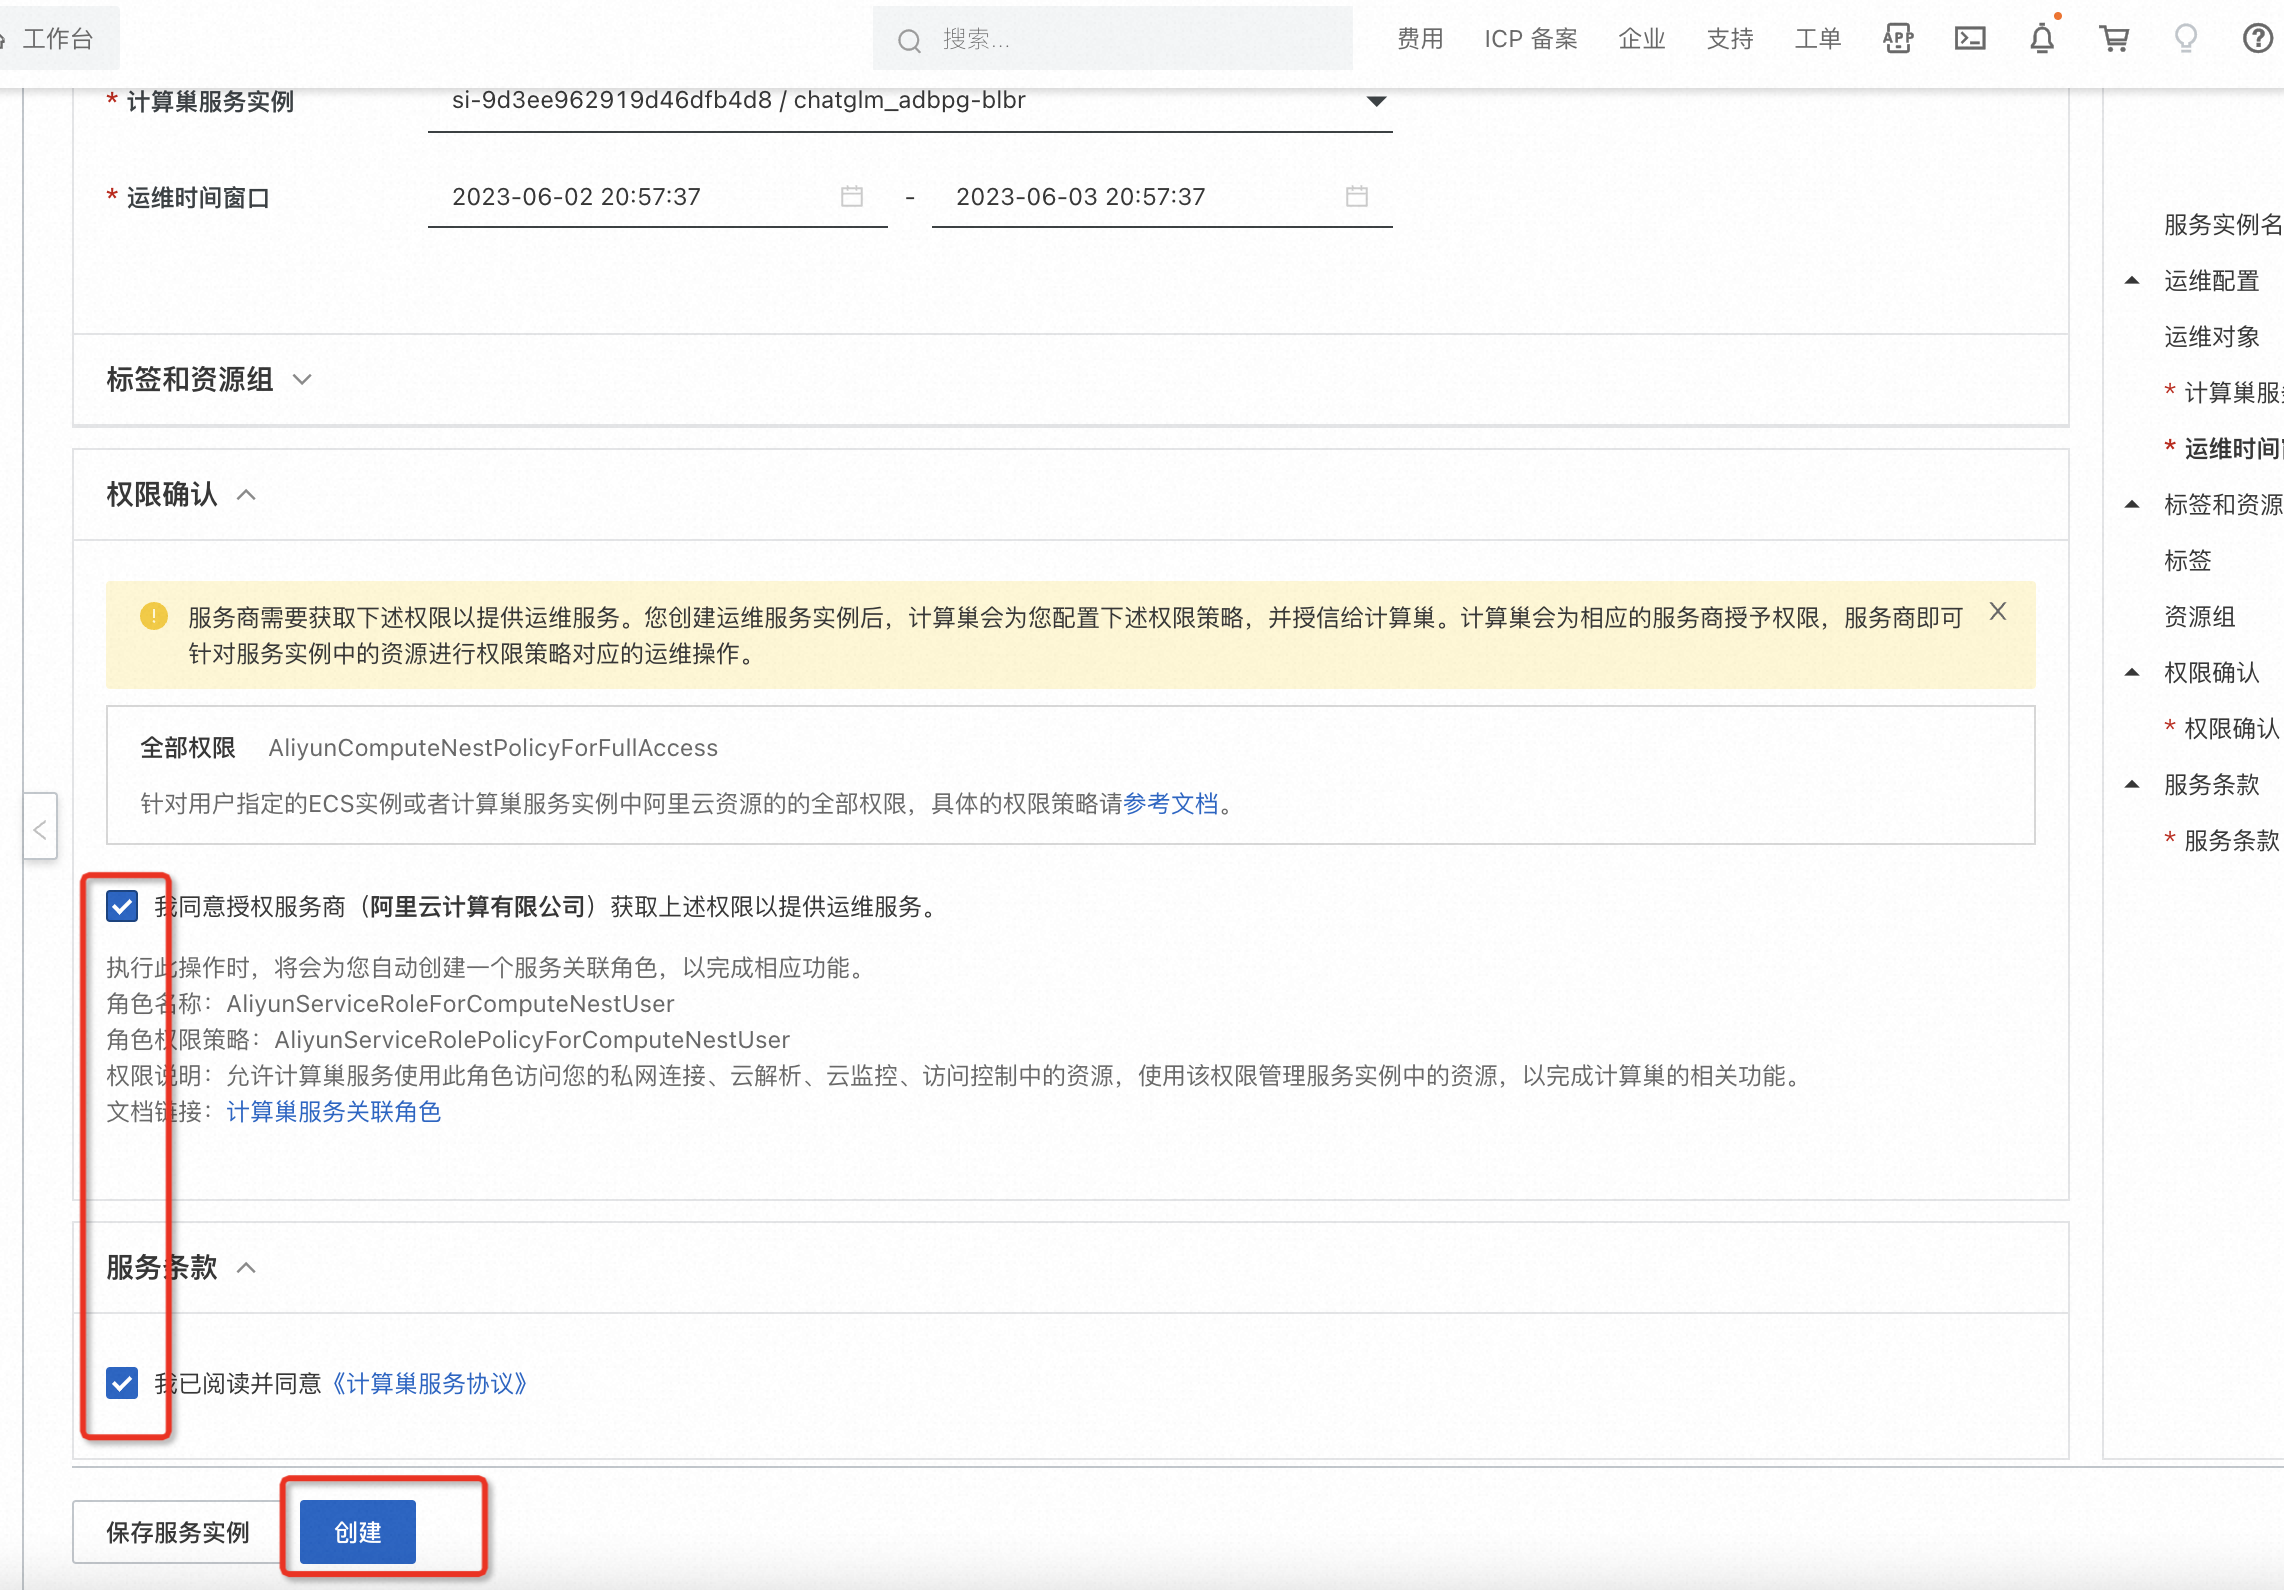 工作台
搜索...
费用
ICP 备案
企业
支持
工单
APP
* 计算巢服务实例
si-9d3ee962919d46dfb4d8 / chatglm_adbpg-blbr
* 运维时间窗口
2023-06-02 20:57:37
-
2023-06-03 20:57:37
标签和资源组
权限确认
服务商需要获取下述权限以提供运维服务。您创建运维服务实例后，计算巢会为您配置下述权限策略，并授信给计算巢。计算巢会为相应的服务商授予权限，服务商即可
针对服务实例中的资源进行权限策略对应的运维操作。
全部权限 AliyunComputeNestPolicyForFullAccess
针对用户指定的ECS实例或者计算巢服务实例中阿里云资源的的全部权限，具体的权限策略请参考文档。
我同意授权服务商（阿里云计算有限公司）获取上述权限以提供运维服务。
执行此操作时，将会为您自动创建一个服务关联角色，以完成相应功能。
角色名称：AliyunServiceRoleForComputeNestUser
角色权限策略：AliyunServiceRolePolicyForComputeNestUser
权限说明：允许计算巢服务使用此角色访问您的私网连接、云解析、云监控、访问控制中的资源，使用该权限管理服务实例中的资源，以完成计算巢的相关功能。
文档链接：计算巢服务关联角色
服务条款
我已阅读并同意《计算巢服务协议》
保存服务实例
创建
服务实例名
运维配置
运维对象
* 计算巢服
* 运维时间
标签和资源
标签
资源组
权限确认
* 权限确认
服务条款
* 服务条款